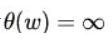 θ(w) = ∞